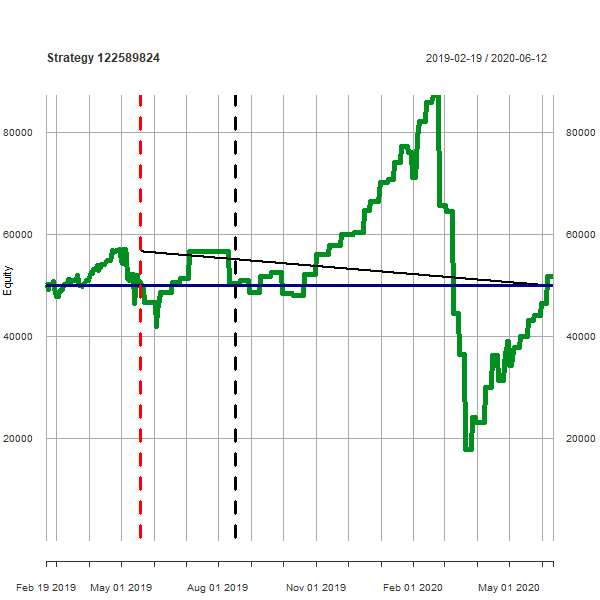 Strategy 122589824
2019-02-19 / 2020-06-12
80000
80000
60000
60000
Equity
40000
40000
20000
20000
Feb 19 2019
May 01 2019
Aug 01 2019
Nov 01 2019
Feb 01 2020
May 01 2020